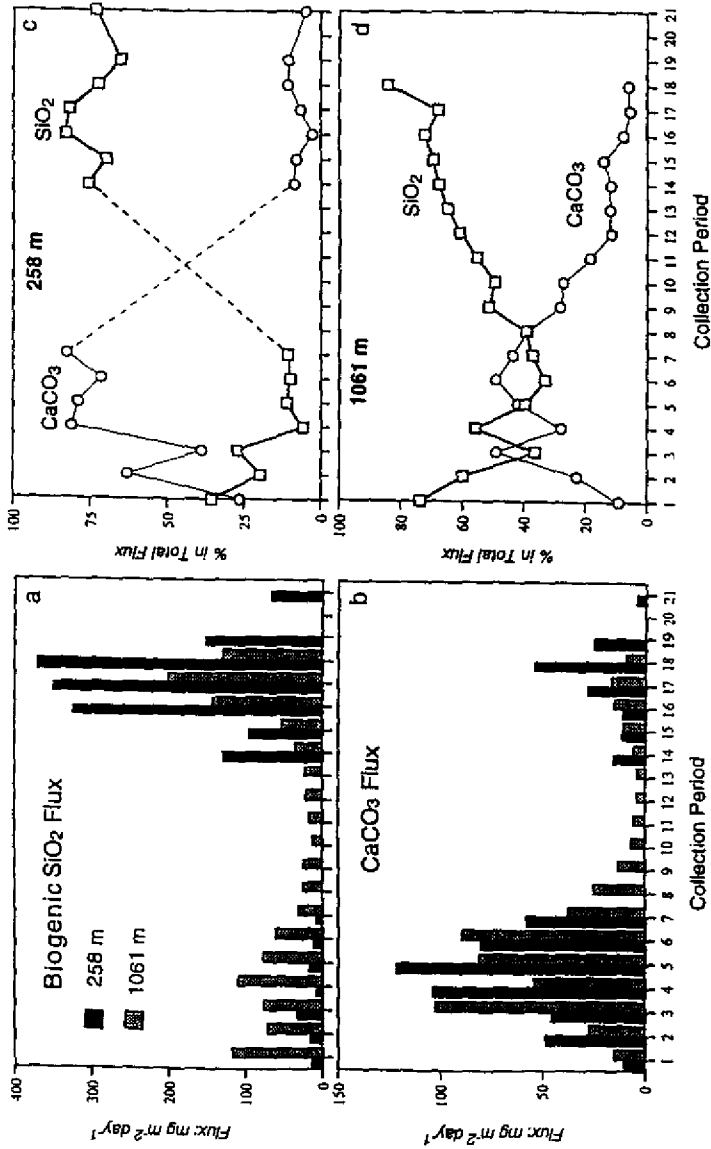 400
300
200
100
0
Flux: mg m⁻² day¹
Biogenic SiO₂ Flux
a
258 m
1061 m
150
100
50
0
Flux: mg m⁻² day¹
CaCO₃ Flux
b
1 2 3 4 5 6 7 8 9 10 11 12 13 14 15 16 17 18 19 20 21
Collection Period
100
75
50
25
0
% in Total Flux
258 m
c
CaCO₃
SiO₂
100
80
60
40
20
0
% in Total Flux
1061 m
d
SiO₂
CaCO₃
1 2 3 4 5 6 7 8 9 10 11 12 13 14 15 16 17 18 19 20 21
Collection Period